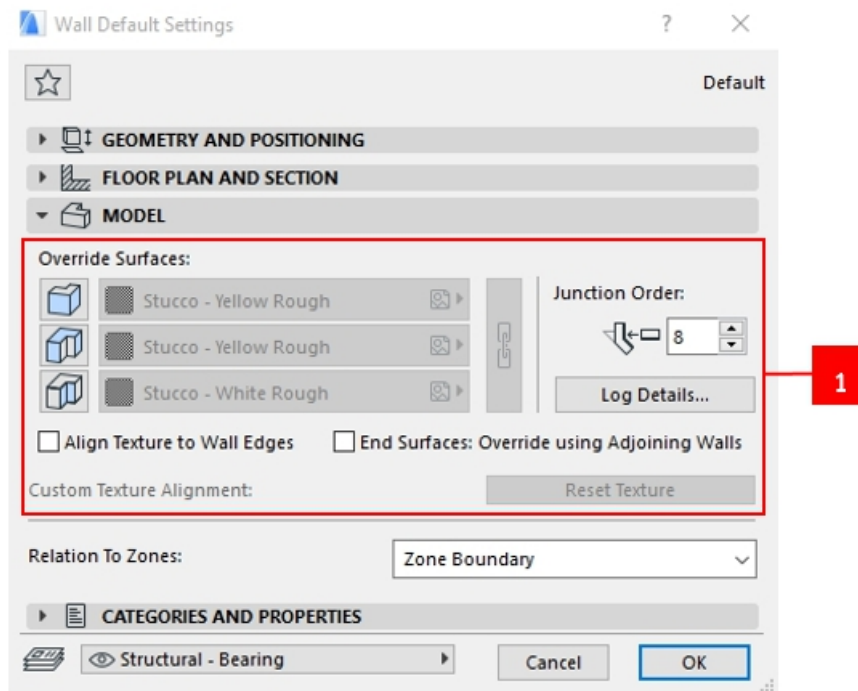 Wall Default Settings
?
Default
GEOMETRY AND POSITIONING
FLOOR PLAN AND SECTION
MODEL
Override Surfaces:
Stucco - Yellow Rough
Stucco - Yellow Rough
Stucco - White Rough
Junction Order:
8
Log Details...
Align Texture to Wall Edges
End Surfaces: Override using Adjoining Walls
Custom Texture Alignment:
Reset Texture
1
Relation To Zones:
Zone Boundary
CATEGORIES AND PROPERTIES
Structural - Bearing
Cancel
OK